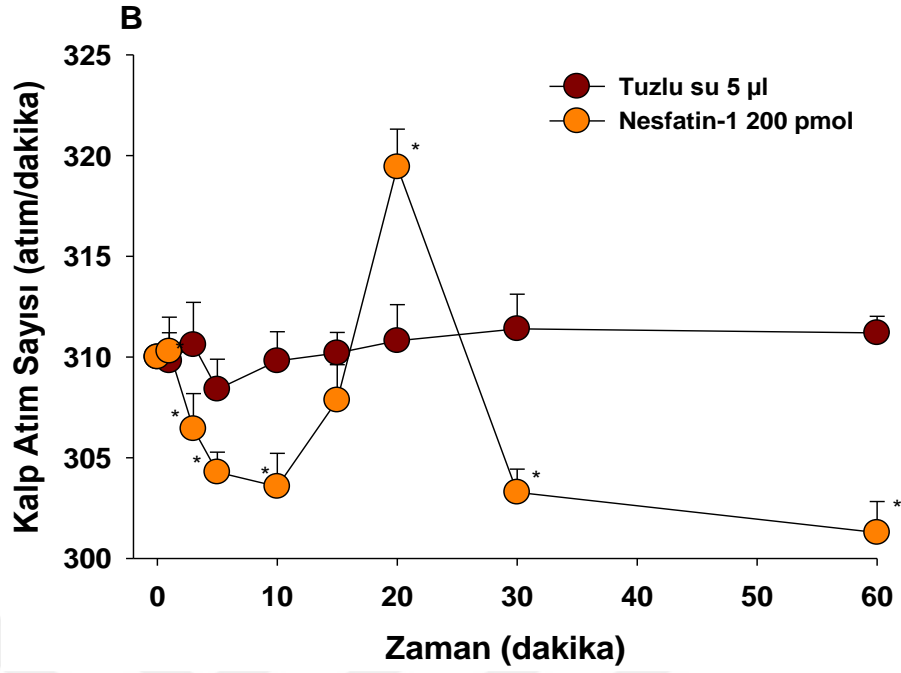 B
325
320
315
310
305
300
Kalp Atım Sayısı (atım/dakika)
Tuzlu su 5 µl
Nesfatin-1 200 pmol
*
*
*
*
*
*
*
0 10 20 30 40 50 60
Zaman (dakika)